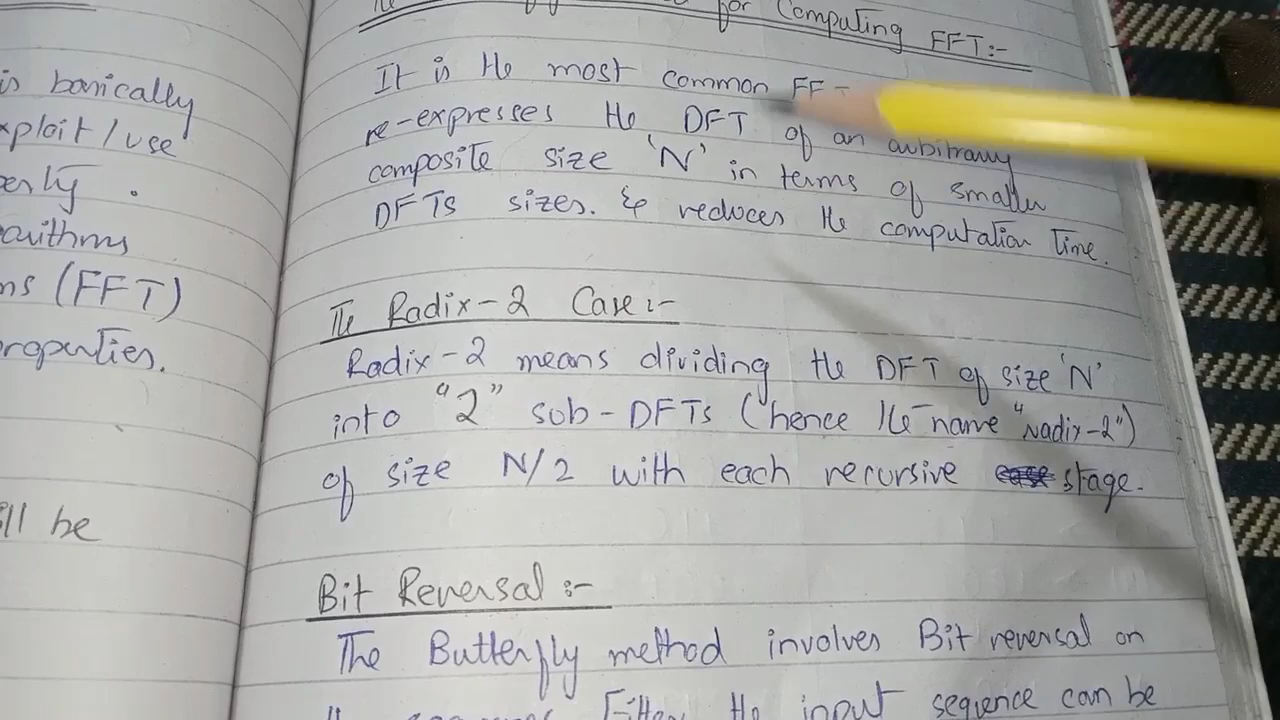 is basically
xploit/use
perly.
orithms
ns (FFT)
roperties.
ill be
for Computing FFT:-
It is the most common FFT
re-expresses the DFT of an arbitrary
composite size 'N' in terms of smaller
DFTs sizes. & reduces the computation time.
The Radix-2 Case:-
Radix-2 means dividing the DFT of size 'N'
into "2" sub-DFTs (hence the name "radix-2")
of size N/2 with each recursive stage.
Bit Reversal :-
The Butterfly method involves Bit reversal on
the input sequence can be